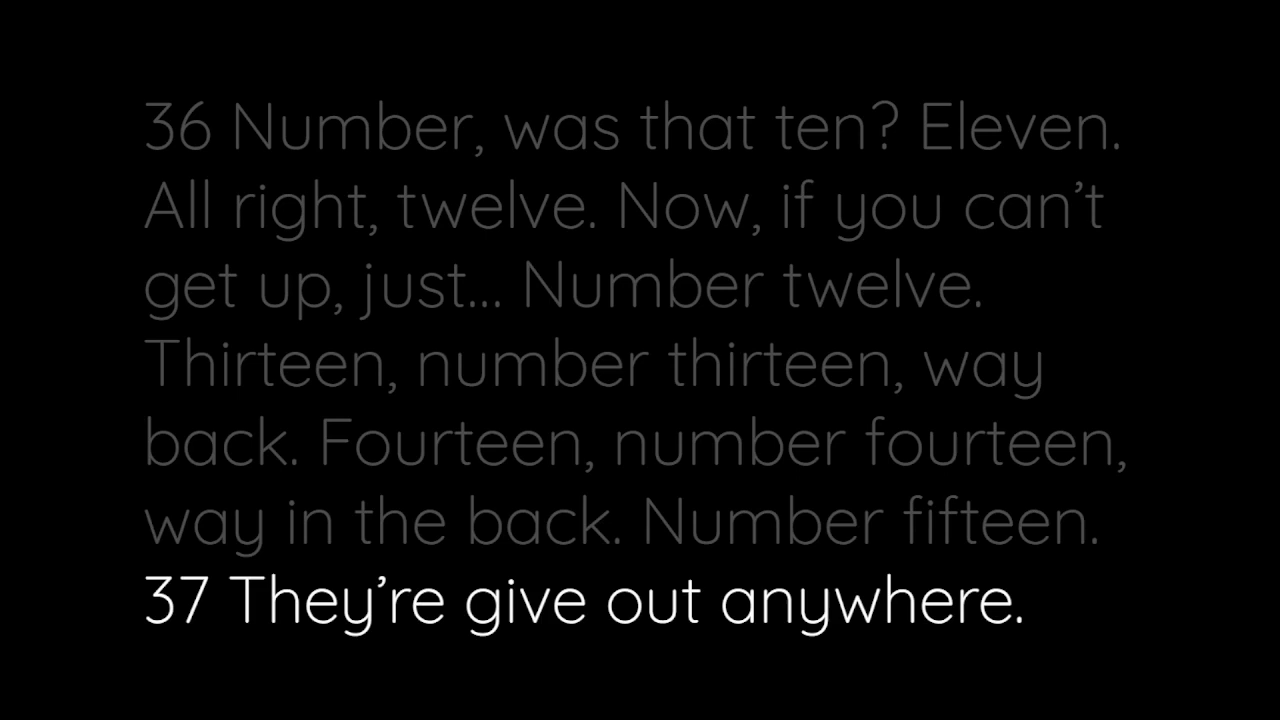 36 Number, was that ten? Eleven.
All right, twelve. Now, if you can’t
get up, just... Number twelve.
Thirteen, number thirteen, way
back. Fourteen, number fourteen,
way in the back. Number fifteen.
37 They’re give out anywhere.